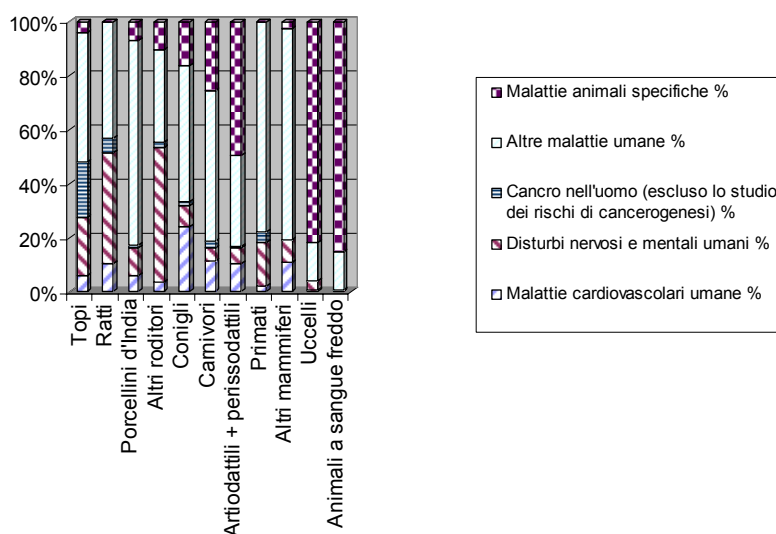 100%
80%
60%
40%
20%
0%
Topi
Ratti
Porcellini d'India
Altri roditori
Conigli
Carnivori
Artiodattili + perissodattili
Primati
Altri mammiferi
Uccelli
Animali a sangue freddo
Malattie animali specifiche %
Altre malattie umane %
Cancro nell'uomo (escluso lo studio
dei rischi di cancerogenesi) %
Disturbi nervosi e mentali umani %
Malattie cardiovascolari umane %